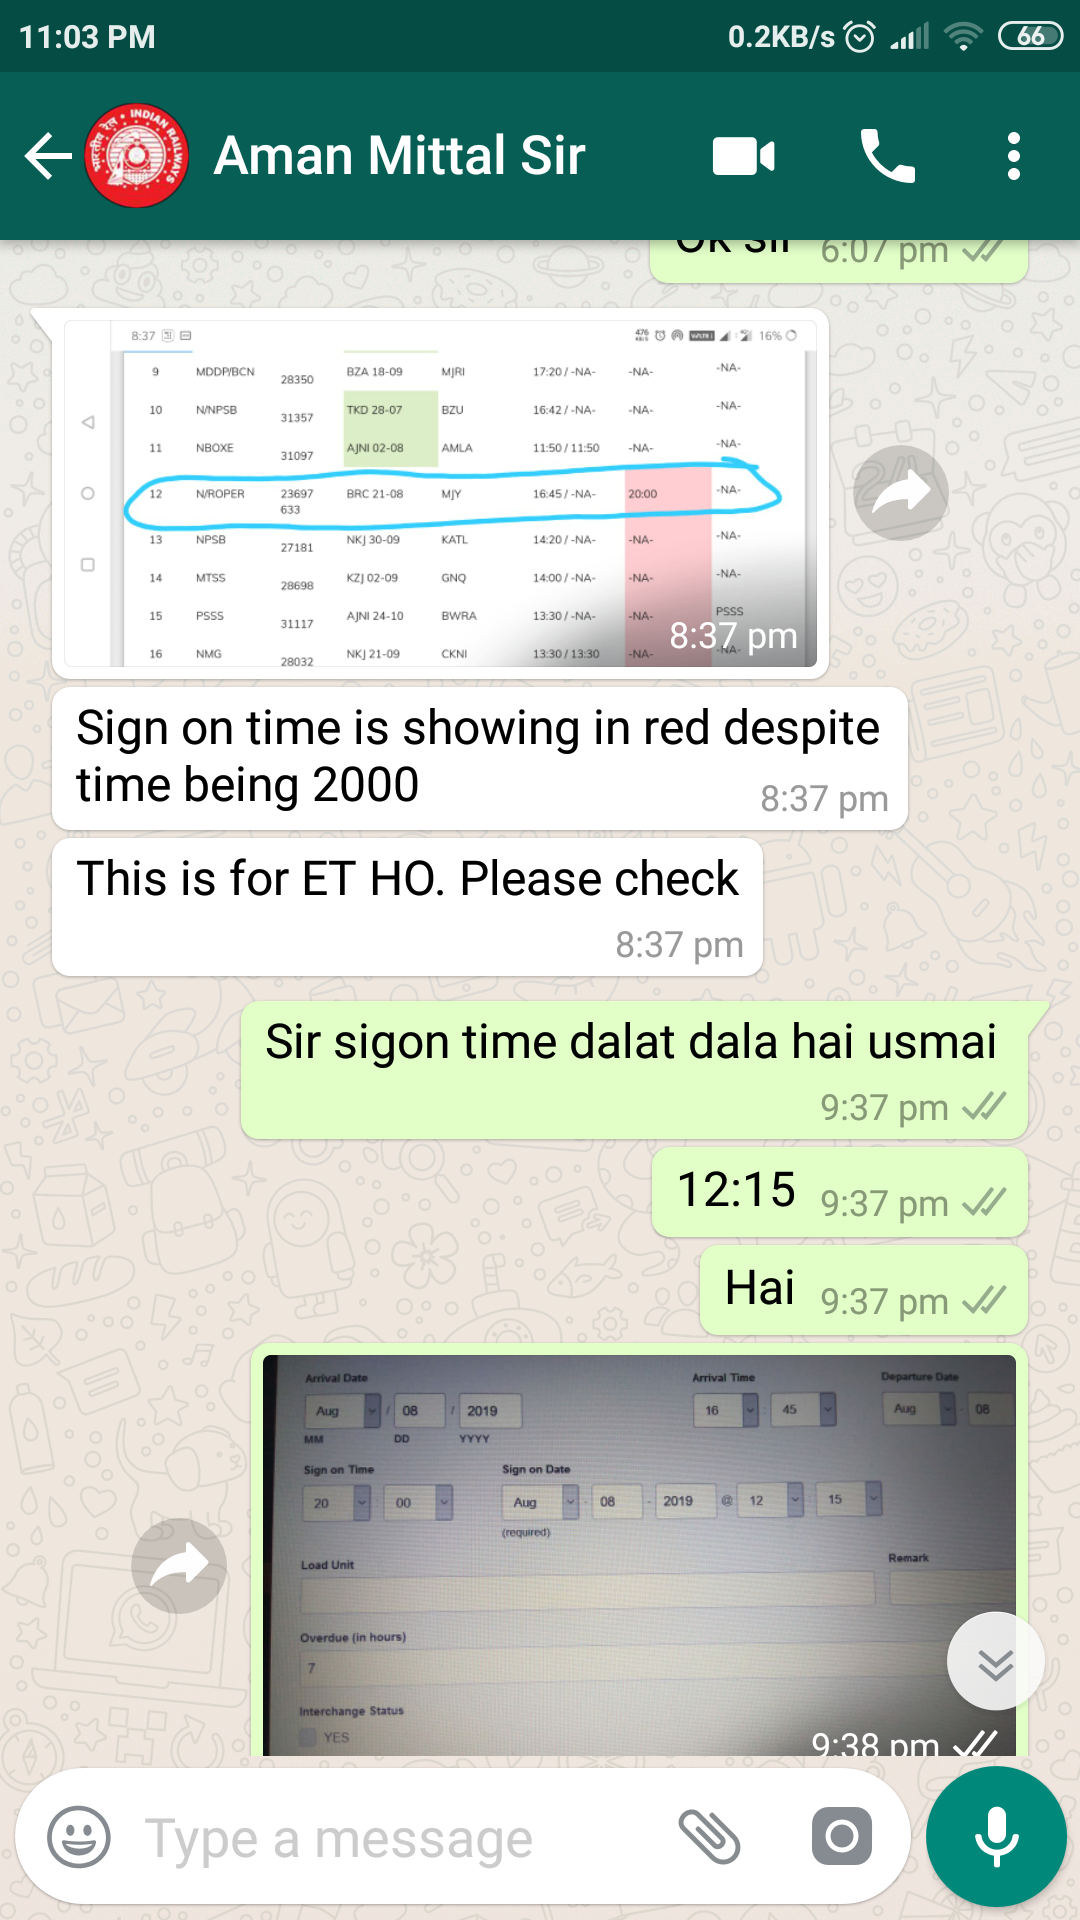 11:03 PM
0.2KB/s
66
Aman Mittal Sir
Ok Sir 6:07 pm
8:37 16%
9 MDDP/BCN 28350 BZA 18-09 MJRI 17:20 / -NA- -NA- -NA-
10 N/NPSB 31357 TKD 28-07 BZU 16:42 / -NA- -NA- -NA-
11 NBOXE 31097 AJNI 02-08 AMLA 11:50 / 11:50 -NA- -NA-
12 N/ROPER 23697 BRC 21-08 MJY 16:45 / -NA- 20:00 -NA-
633
13 NPSB 27181 NKJ 30-09 KATL 14:20 / -NA- -NA- -NA-
14 MTSS 28698 KZJ 02-09 GNQ 14:00 / -NA- -NA- -NA-
15 PSSS 31117 AJNI 24-10 BWRA 13:30 / -NA- -NA- PSSS
16 NMG 28032 NKJ 21-09 CKNI 13:30 / 13:30 -NA- -NA-
8:37 pm
Sign on time is showing in red despite
time being 2000
8:37 pm
This is for ET HO. Please check
8:37 pm
Sir sigon time dalat dala hai usmai
9:37 pm
12:15 9:37 pm
Hai 9:37 pm
Arrival Date Arrival Time Departure Date
Aug / 08 / 2019 16 : 45 Aug - 08
MM DD YYYY
Sign on Time Sign on Date
20 : 00 Aug - 08 - 2019 @ 12 : 15
(required)
Load Unit Remark
Overdue (in hours)
7
Interchange Status
YES
9:38 pm
Type a message